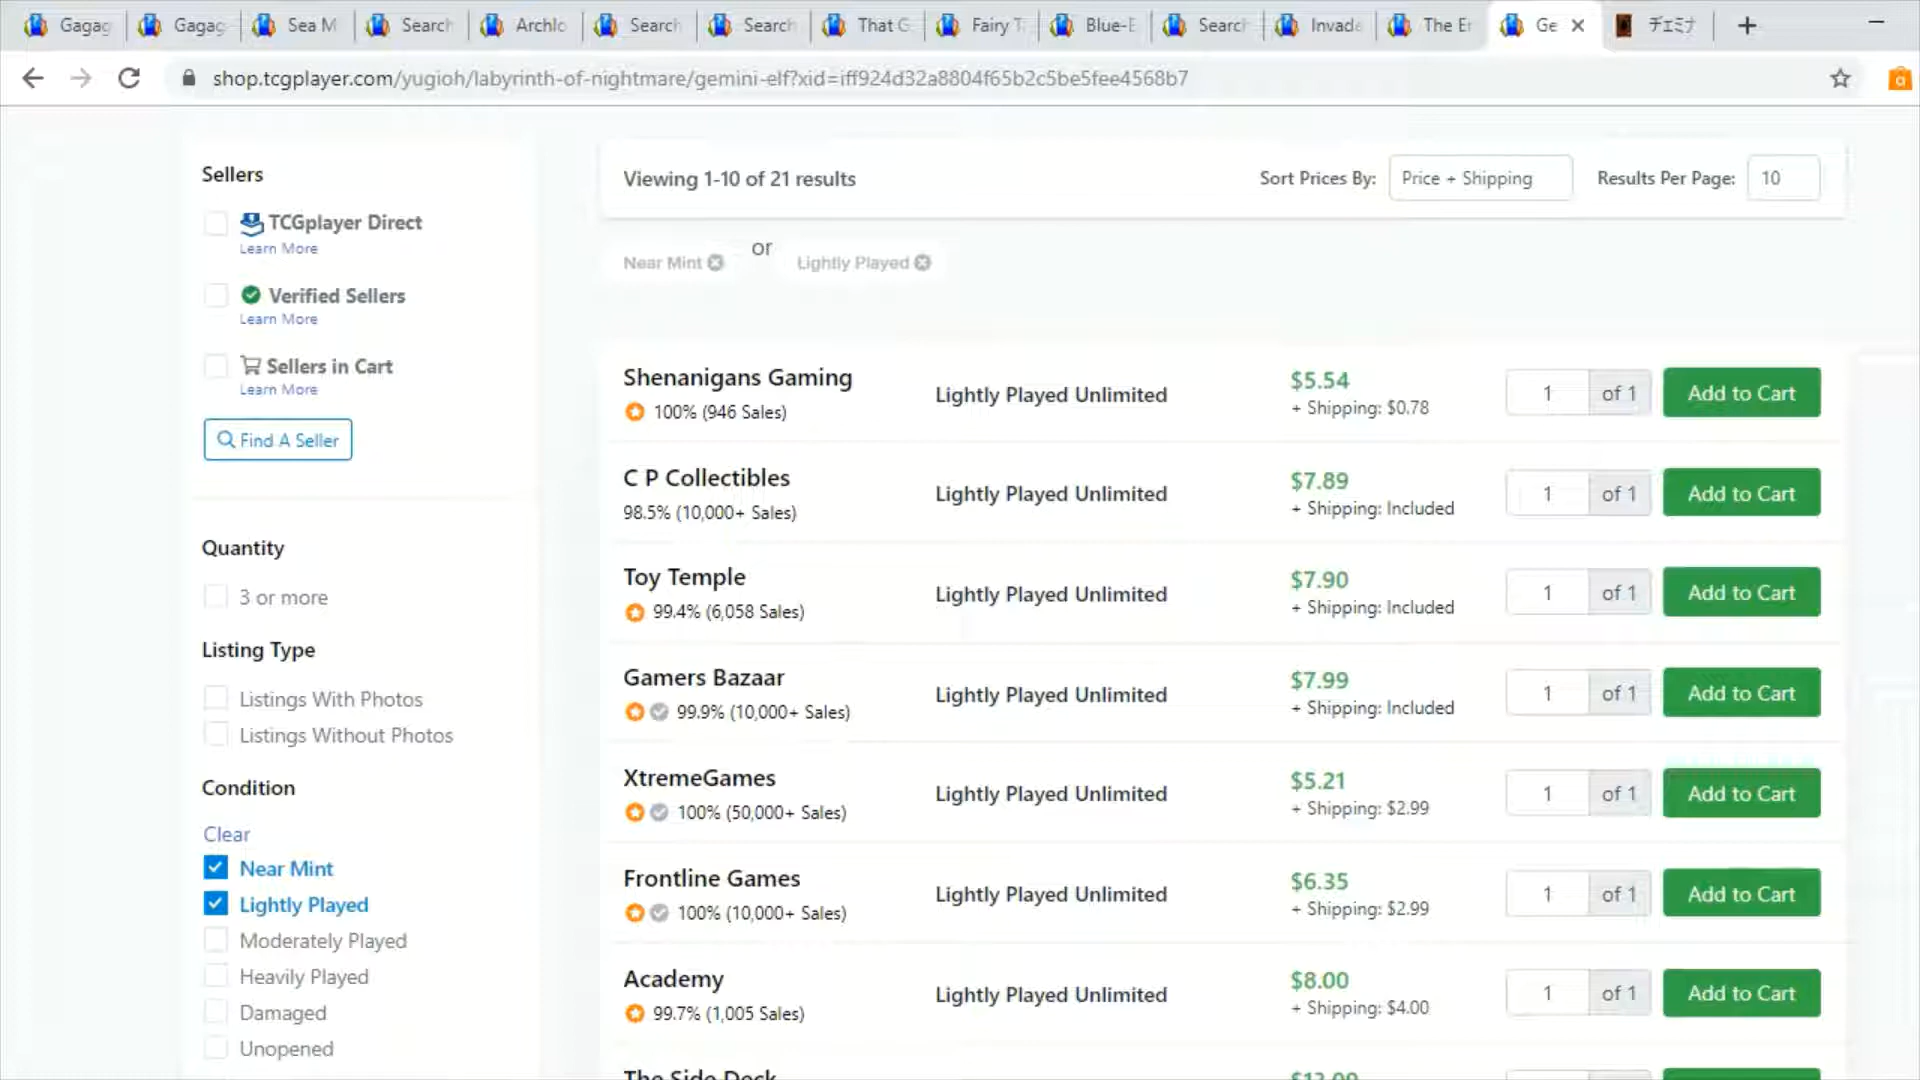 Gagag
Gagag
Sea M
Search
Archlo
Search
Search
That G
Fairy T
Blue-E
Search
Invade
The En
Ge
ヂェミナ
shop.tcgplayer.com/yugioh/labyrinth-of-nightmare/gemini-elf?xid=iff924d32a8804f65b2c5be5fee4568b7
Sellers
TCGplayer Direct
Learn More
Verified Sellers
Learn More
Sellers in Cart
Learn More
Find A Seller
Quantity
3 or more
Listing Type
Listings With Photos
Listings Without Photos
Condition
Clear
Near Mint
Lightly Played
Moderately Played
Heavily Played
Damaged
Unopened
Viewing 1-10 of 21 results
Sort Prices By: Price + Shipping
Results Per Page: 10
Near Mint or Lightly Played
Shenanigans Gaming
100% (946 Sales)
Lightly Played Unlimited
$5.54
+ Shipping: $0.78
1 of 1
Add to Cart
C P Collectibles
98.5% (10,000+ Sales)
Lightly Played Unlimited
$7.89
+ Shipping: Included
1 of 1
Add to Cart
Toy Temple
99.4% (6,058 Sales)
Lightly Played Unlimited
$7.90
+ Shipping: Included
1 of 1
Add to Cart
Gamers Bazaar
99.9% (10,000+ Sales)
Lightly Played Unlimited
$7.99
+ Shipping: Included
1 of 1
Add to Cart
XtremeGames
100% (50,000+ Sales)
Lightly Played Unlimited
$5.21
+ Shipping: $2.99
1 of 1
Add to Cart
Frontline Games
100% (10,000+ Sales)
Lightly Played Unlimited
$6.35
+ Shipping: $2.99
1 of 1
Add to Cart
Academy
99.7% (1,005 Sales)
Lightly Played Unlimited
$8.00
+ Shipping: $4.00
1 of 1
Add to Cart
The Side Deck